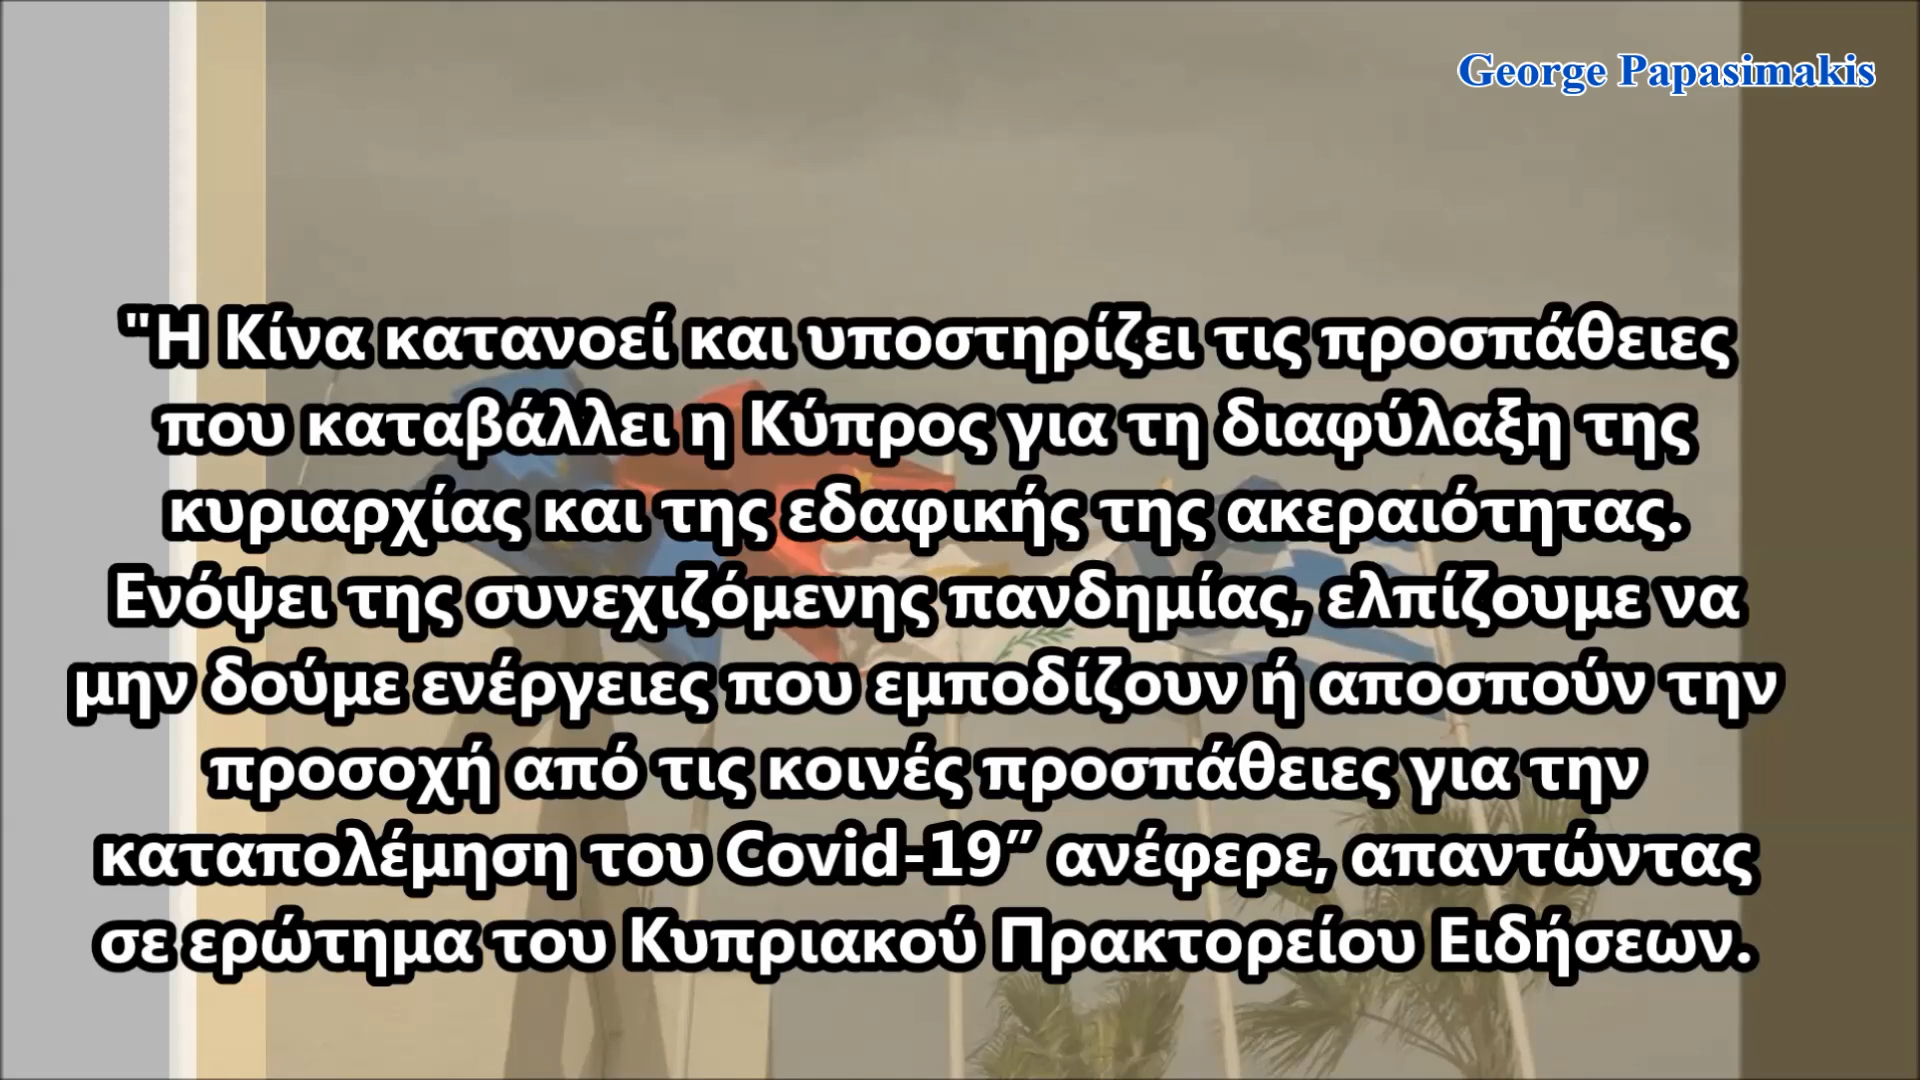 George Papasimakis
"Η Κίνα κατανοεί και υποστηρίζει τις προσπάθειες
που καταβάλλει η Κύπρος για τη διαφύλαξη της
κυριαρχίας και της εδαφικής της ακεραιότητας.
Ενόψει της συνεχιζόμενης πανδημίας, ελπίζουμε να
μην δούμε ενέργειες που εμποδίζουν ή αποσπούν την
προσοχή από τις κοινές προσπάθειες για την
καταπολέμηση του Covid-19” ανέφερε, απαντώντας
σε ερώτημα του Κυπριακού Πρακτορείου Ειδήσεων.